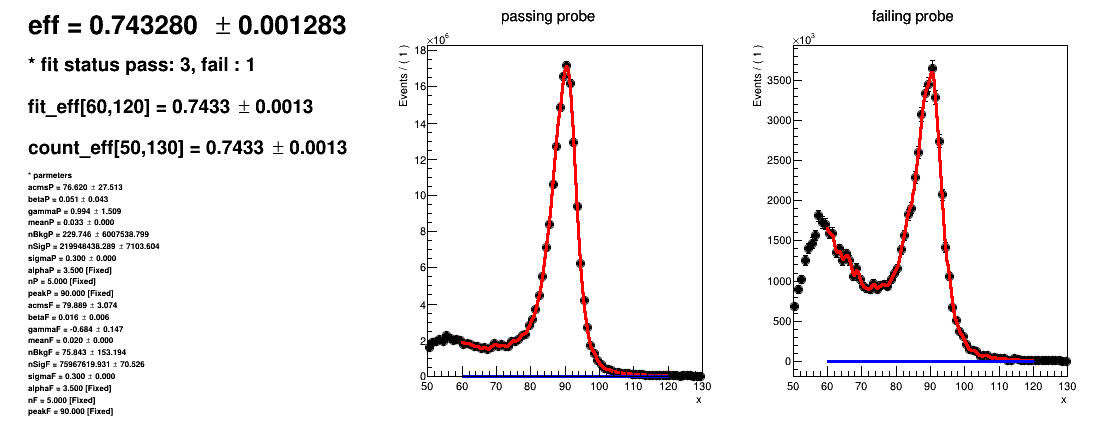 eff = 0.743280 ± 0.001283
* fit status pass: 3, fail : 1
fit_eff[60,120] = 0.7433 ± 0.0013
count_eff[50,130] = 0.7433 ± 0.0013
* parmeters
acmsP = 76.620 ± 27.513
betaP = 0.051 ± 0.043
gammaP = 0.994 ± 1.509
meanP = 0.033 ± 0.000
nBkgP = 229.746 ± 6007538.799
nSigP = 219948438.289 ± 7103.604
sigmaP = 0.300 ± 0.000
alphaP = 3.500 [Fixed]
nP = 5.000 [Fixed]
peakP = 90.000 [Fixed]
acmsF = 79.889 ± 3.074
betaF = 0.016 ± 0.006
gammaF = -0.684 ± 0.147
meanF = 0.020 ± 0.000
nBkgF = 75.843 ± 153.194
nSigF = 75967619.931 ± 70.526
sigmaF = 0.300 ± 0.000
alphaF = 3.500 [Fixed]
nF = 5.000 [Fixed]
peakF = 90.000 [Fixed]
passing probe
×10⁶
Events / ( 1 )
18
16
14
12
10
8
6
4
2
0
50 60 70 80 90 100 110 120 130
x
failing probe
×10³
Events / ( 1 )
3500
3000
2500
2000
1500
1000
500
0
50 60 70 80 90 100 110 120 130
x